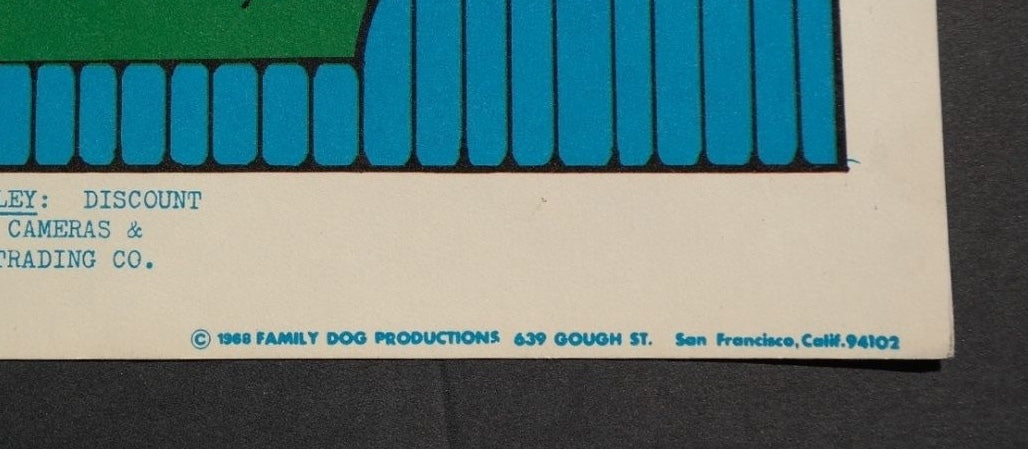 LEY: DISCOUNT
CAMERAS &
TRADING CO.
© 1968 FAMILY DOG PRODUCTIONS 639 GOUGH ST. San Francisco, Calif. 94102